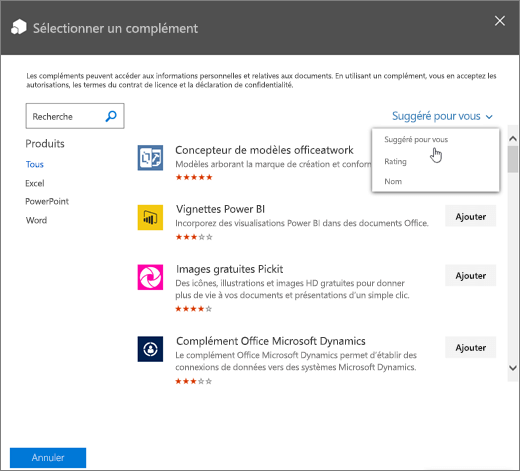 Sélectionner un complément
Les compléments peuvent accéder aux informations personnelles et relatives aux documents. En utilisant un complément, vous en acceptez les
autorisations, les termes du contrat de licence et la déclaration de confidentialité.
Recherche
Suggéré pour vous
Suggéré pour vous
Rating
Nom
Produits
Tous
Excel
PowerPoint
Word
Concepteur de modèles officeatwork
Modèles arborant la marque de création et conform
Vignettes Power BI
Incorporez des visualisations Power BI dans des documents Office.
Ajouter
Images gratuites Pickit
Des icônes, illustrations et images HD gratuites pour donner
plus de vie à vos documents et présentations d'un simple clic.
Ajouter
Complément Office Microsoft Dynamics
Le complément Office Microsoft Dynamics permet d'établir des
connexions de données vers des systèmes Microsoft Dynamics.
Ajouter
Annuler